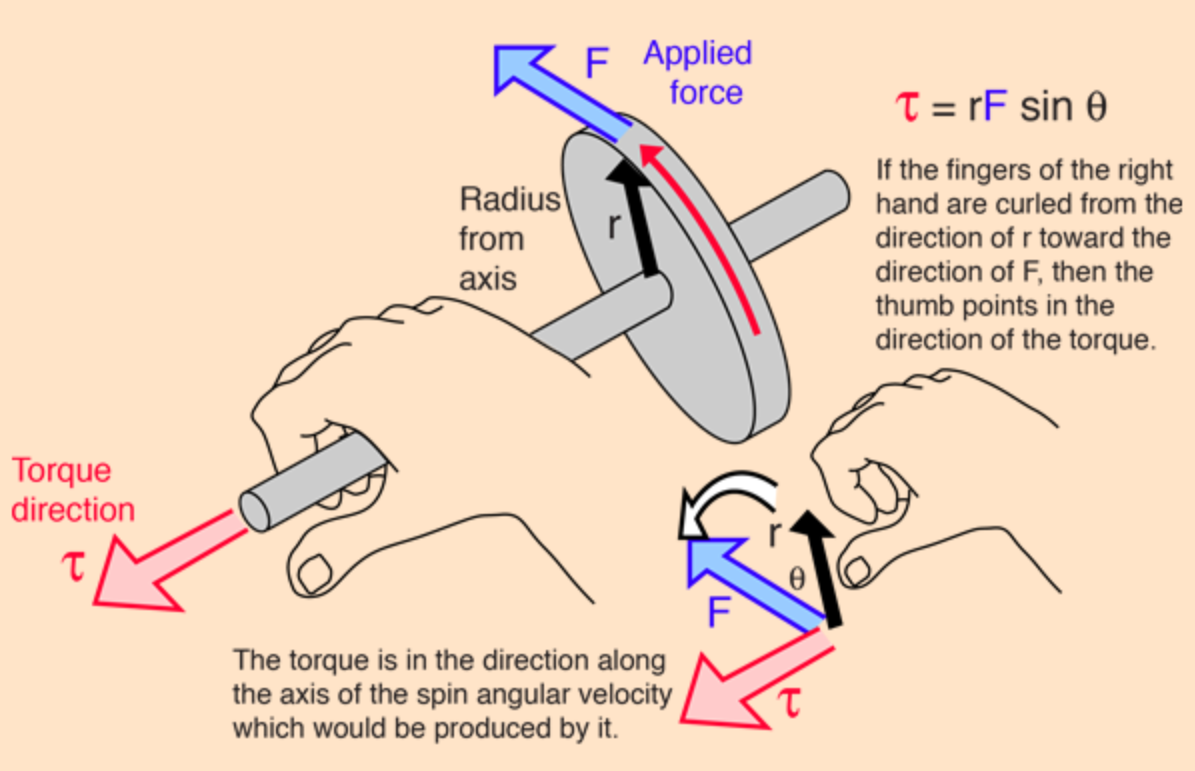 F
Applied
force
τ = rF sin θ
If the fingers of the right
hand are curled from the
direction of r toward the
direction of F, then the
thumb points in the
direction of the torque.
Radius
from
axis
r
Torque
direction
τ
r
θ
F
τ
The torque is in the direction along
the axis of the spin angular velocity
which would be produced by it.